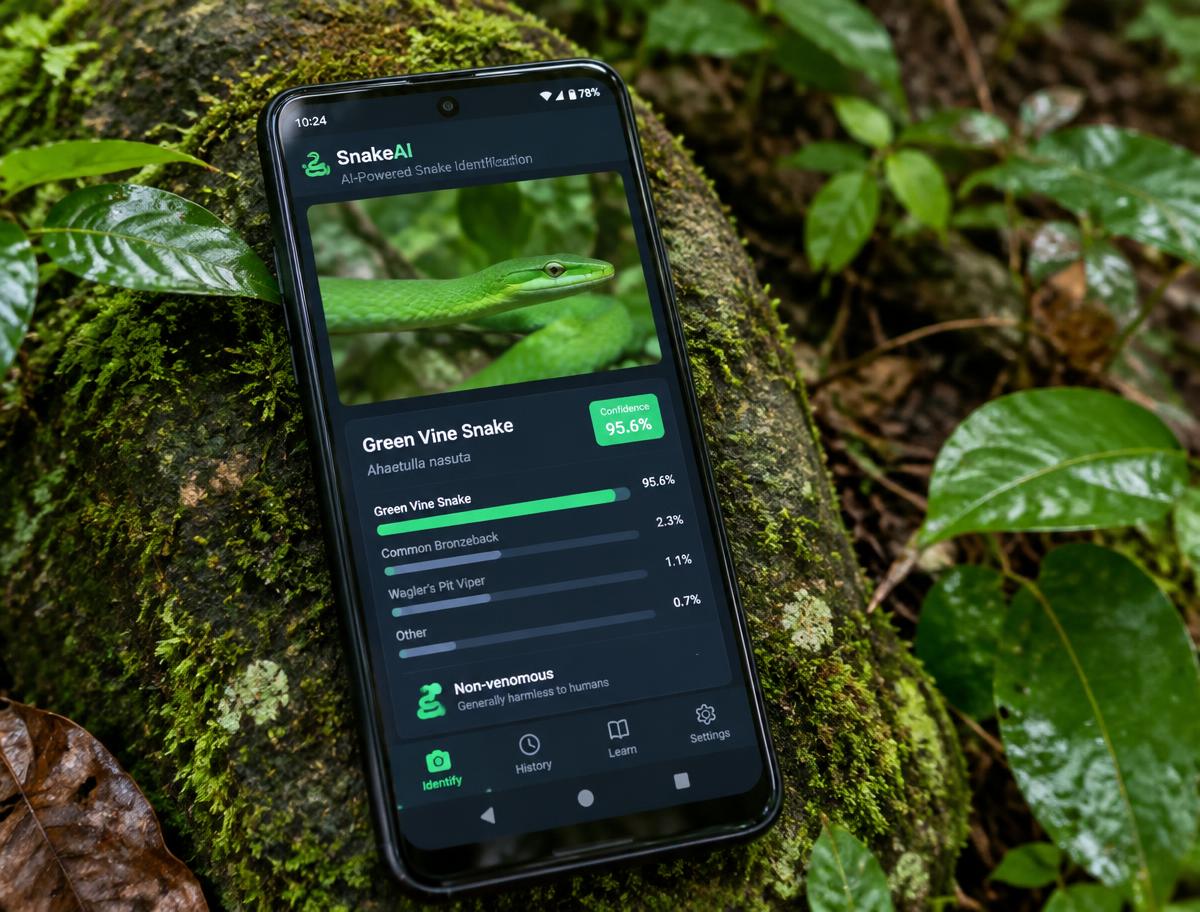 10:24
78%
SnakeAI
AI-Powered Snake Identification
Green Vine Snake
Ahaetulla nasuta
Confidence
95.6%
Green Vine Snake 95.6%
Common Bronzeback 2.3%
Wagler's Pit Viper 1.1%
Other 0.7%
Non-venomous
Generally harmless to humans
Identify
History
Learn
Settings